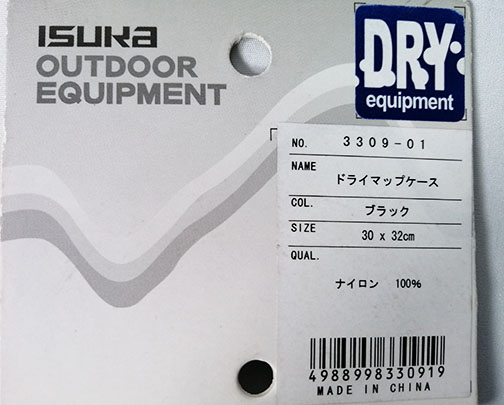 ISUKA
OUTDOOR
EQUIPMENT
DRY
equipment
NO. 3309-01
NAME
ドライマップケース
COL. ブラック
SIZE 30 x 32cm
QUAL.
ナイロン 100%
4988998330919
MADE IN CHINA